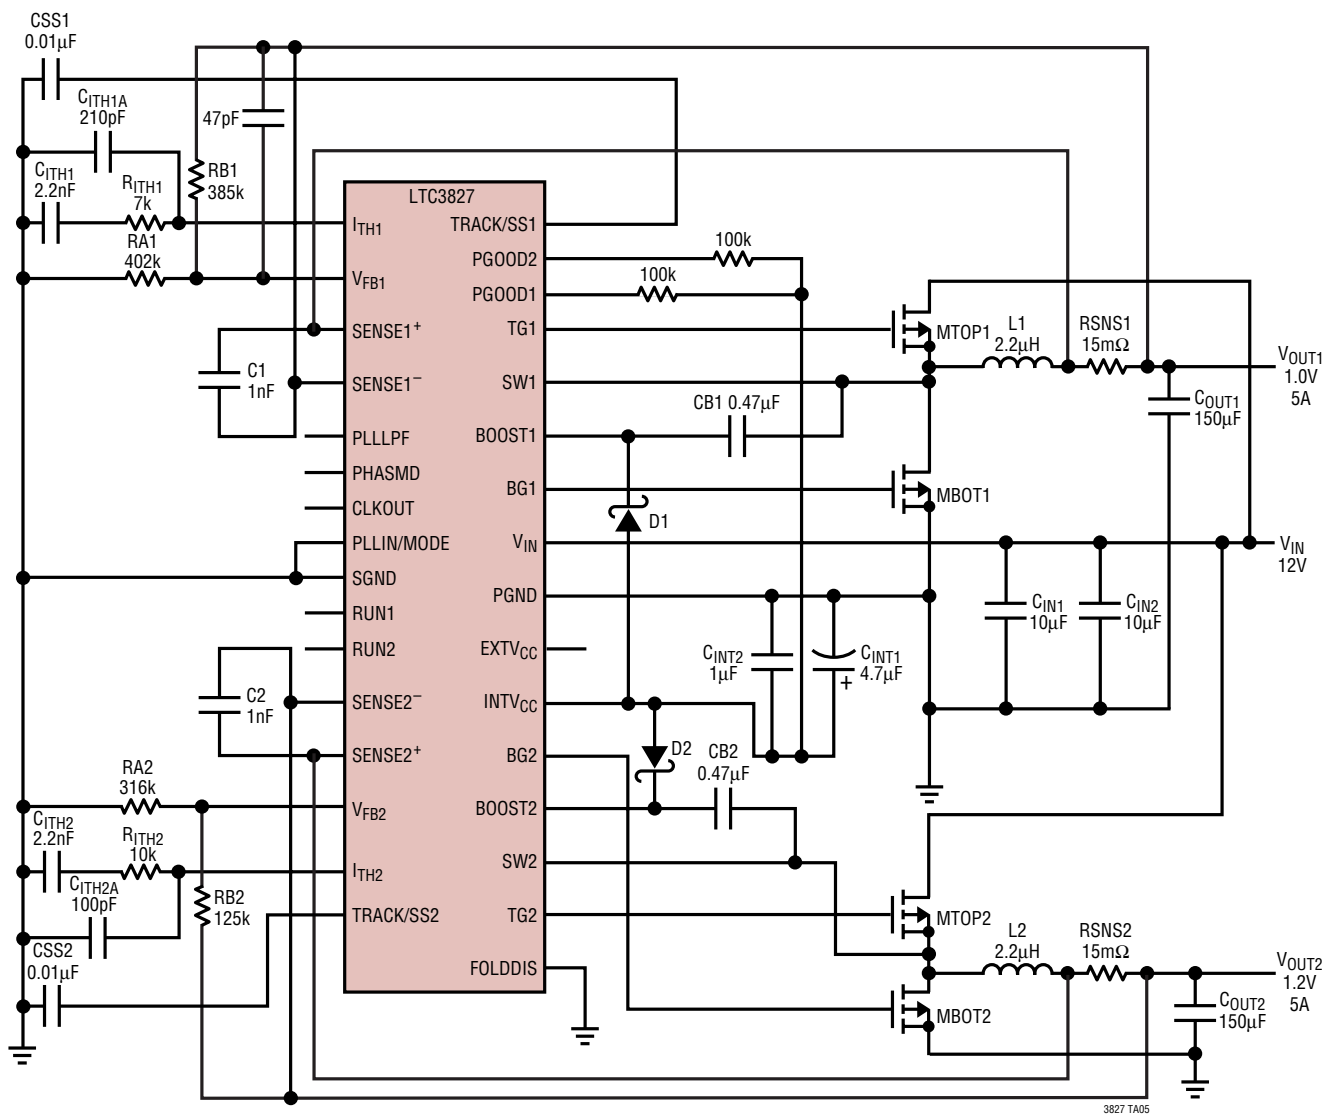 CSS1
0.01µF
CITH1A
210pF
47pF
CITH1
2.2nF
RITH1
7k
RB1
385k
RA1
402k
LTC3827
ITH1
VFB1
SENSE1+
SENSE1–
PLLLPF
PHASMD
CLKOUT
PLLIN/MODE
SGND
RUN1
RUN2
SENSE2–
SENSE2+
VFB2
ITH2
TRACK/SS2
TRACK/SS1
PGOOD2
PGOOD1
TG1
SW1
BOOST1
BG1
VIN
PGND
EXTVCC
INTVCC
BG2
BOOST2
SW2
TG2
FOLDDIS
C1
1nF
C2
1nF
RA2
316k
CITH2
2.2nF
RITH2
10k
CITH2A
100pF
RB2
125k
CSS2
0.01µF
100k
100k
MTOP1
L1
2.2µH
RSNS1
15mΩ
VOUT1
1.0V
5A
COUT1
150µF
CB1 0.47µF
MBOT1
D1
VIN
12V
CIN1
10µF
CIN2
10µF
CINT2
1µF
CINT1
4.7µF
+
D2
CB2
0.47µF
MTOP2
L2
2.2µH
RSNS2
15mΩ
VOUT2
1.2V
5A
COUT2
150µF
MBOT2
3827 TA05